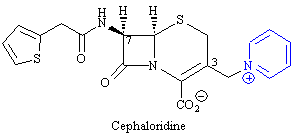 H H H
N S
S O 7
N 3 N
O ⊕
CO₂⊖
Cephaloridine